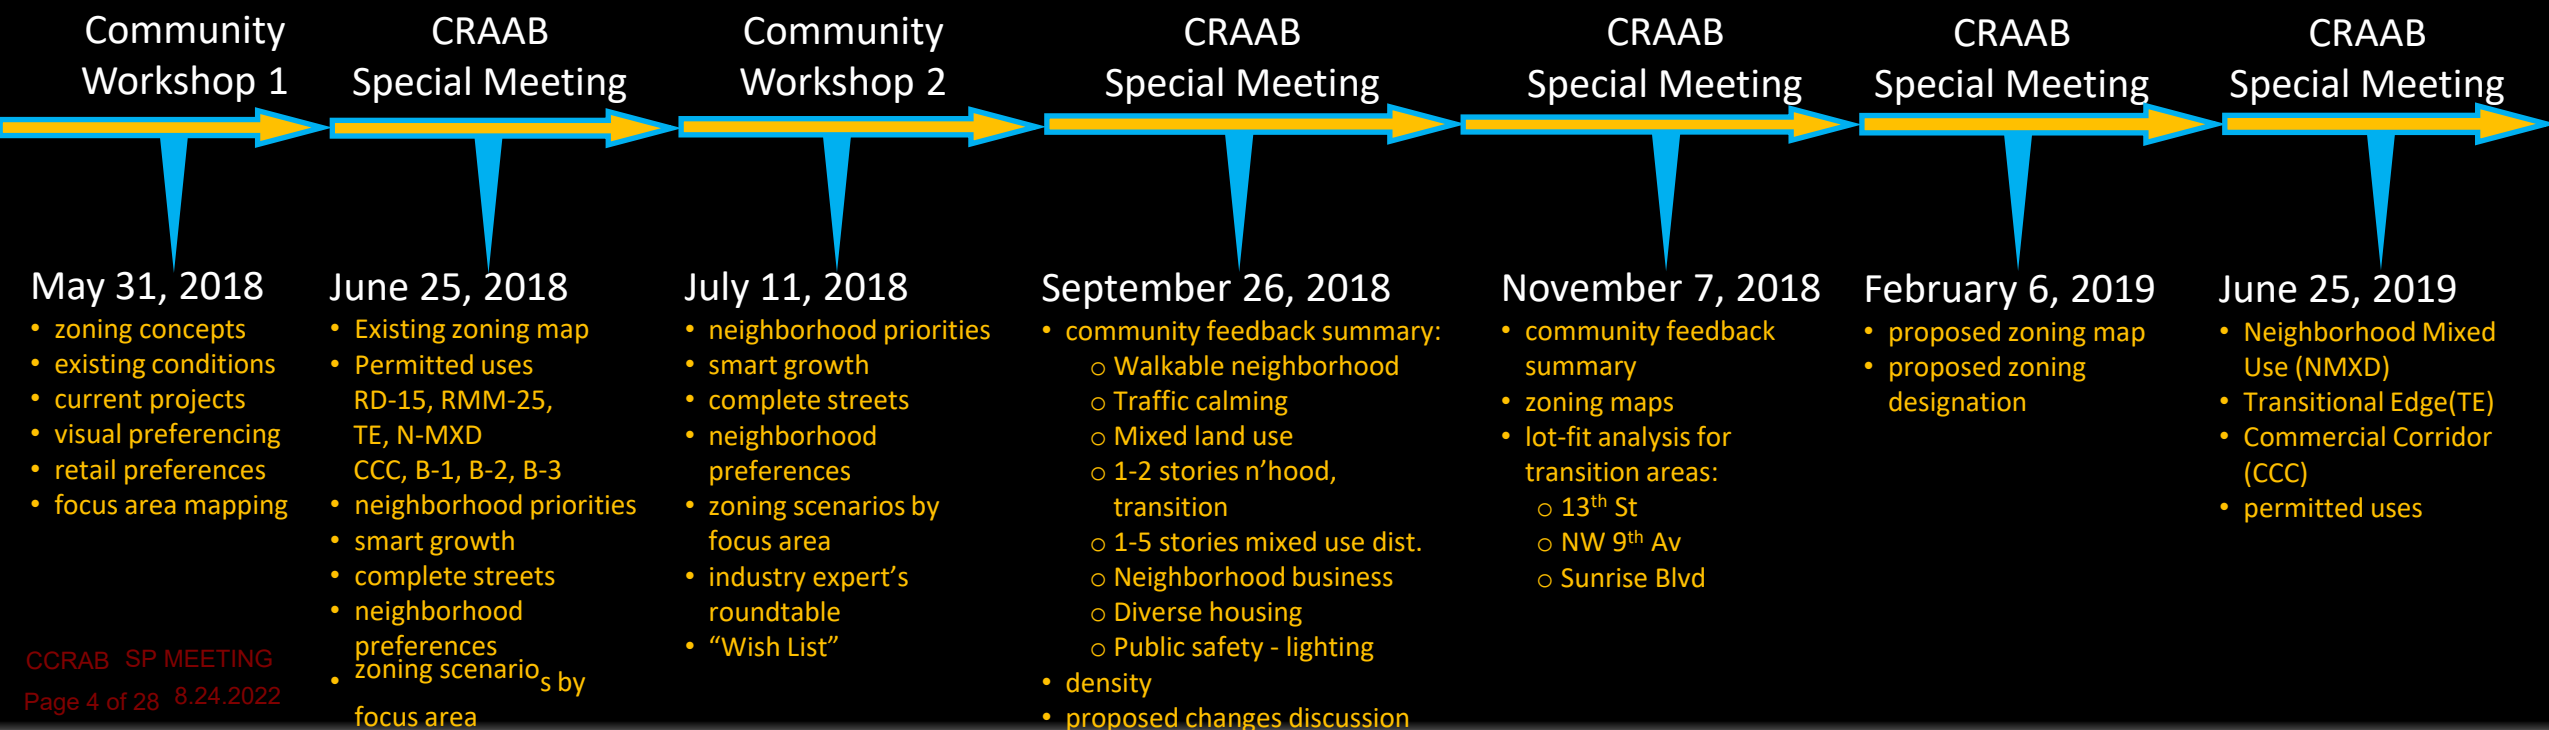 Community
Workshop 1
May 31, 2018
• zoning concepts
• existing conditions
• current projects
• visual preferencing
• retail preferences
• focus area mapping
CRAAB
Special Meeting
June 25, 2018
• Existing zoning map
• Permitted uses
RD-15, RMM-25,
TE, N-MXD
CCC, B-1, B-2, B-3
• neighborhood priorities
• smart growth
• complete streets
• neighborhood
preferences
• zoning scenarios by
focus area
Community
Workshop 2
July 11, 2018
• neighborhood priorities
• smart growth
• complete streets
• neighborhood
preferences
• zoning scenarios by
focus area
• industry expert’s
roundtable
• “Wish List”
CRAAB
Special Meeting
September 26, 2018
• community feedback summary:
o Walkable neighborhood
o Traffic calming
o Mixed land use
o 1-2 stories n’hood,
transition
o 1-5 stories mixed use dist.
o Neighborhood business
o Diverse housing
o Public safety - lighting
• density
• proposed changes discussion
CRAAB
Special Meeting
November 7, 2018
• community feedback
summary
• zoning maps
• lot-fit analysis for
transition areas:
o 13th St
o NW 9th Av
o Sunrise Blvd
CRAAB
Special Meeting
February 6, 2019
• proposed zoning map
• proposed zoning
designation
CRAAB
Special Meeting
June 25, 2019
• Neighborhood Mixed
Use (NMXD)
• Transitional Edge(TE)
• Commercial Corridor
(CCC)
• permitted uses
CCRAB SP MEETING
Page 4 of 28 8.24.2022